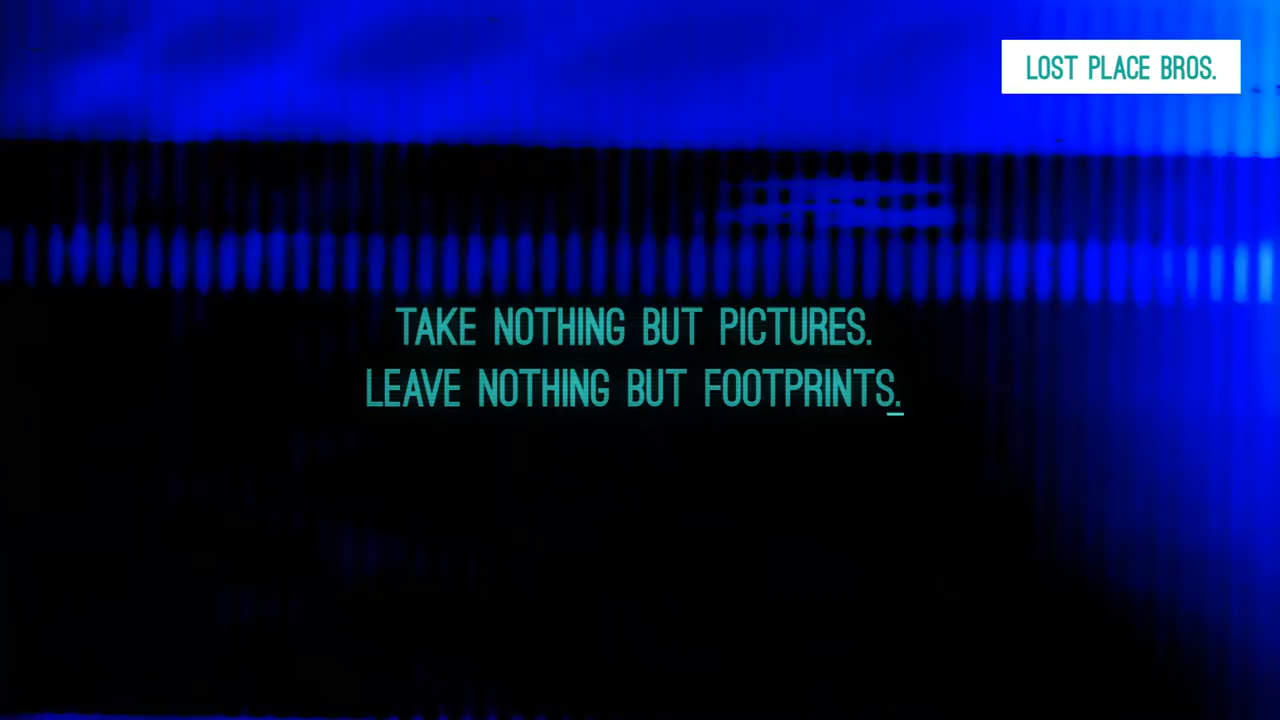 LOST PLACE BROS.
TAKE NOTHING BUT PICTURES.
LEAVE NOTHING BUT FOOTPRINTS.